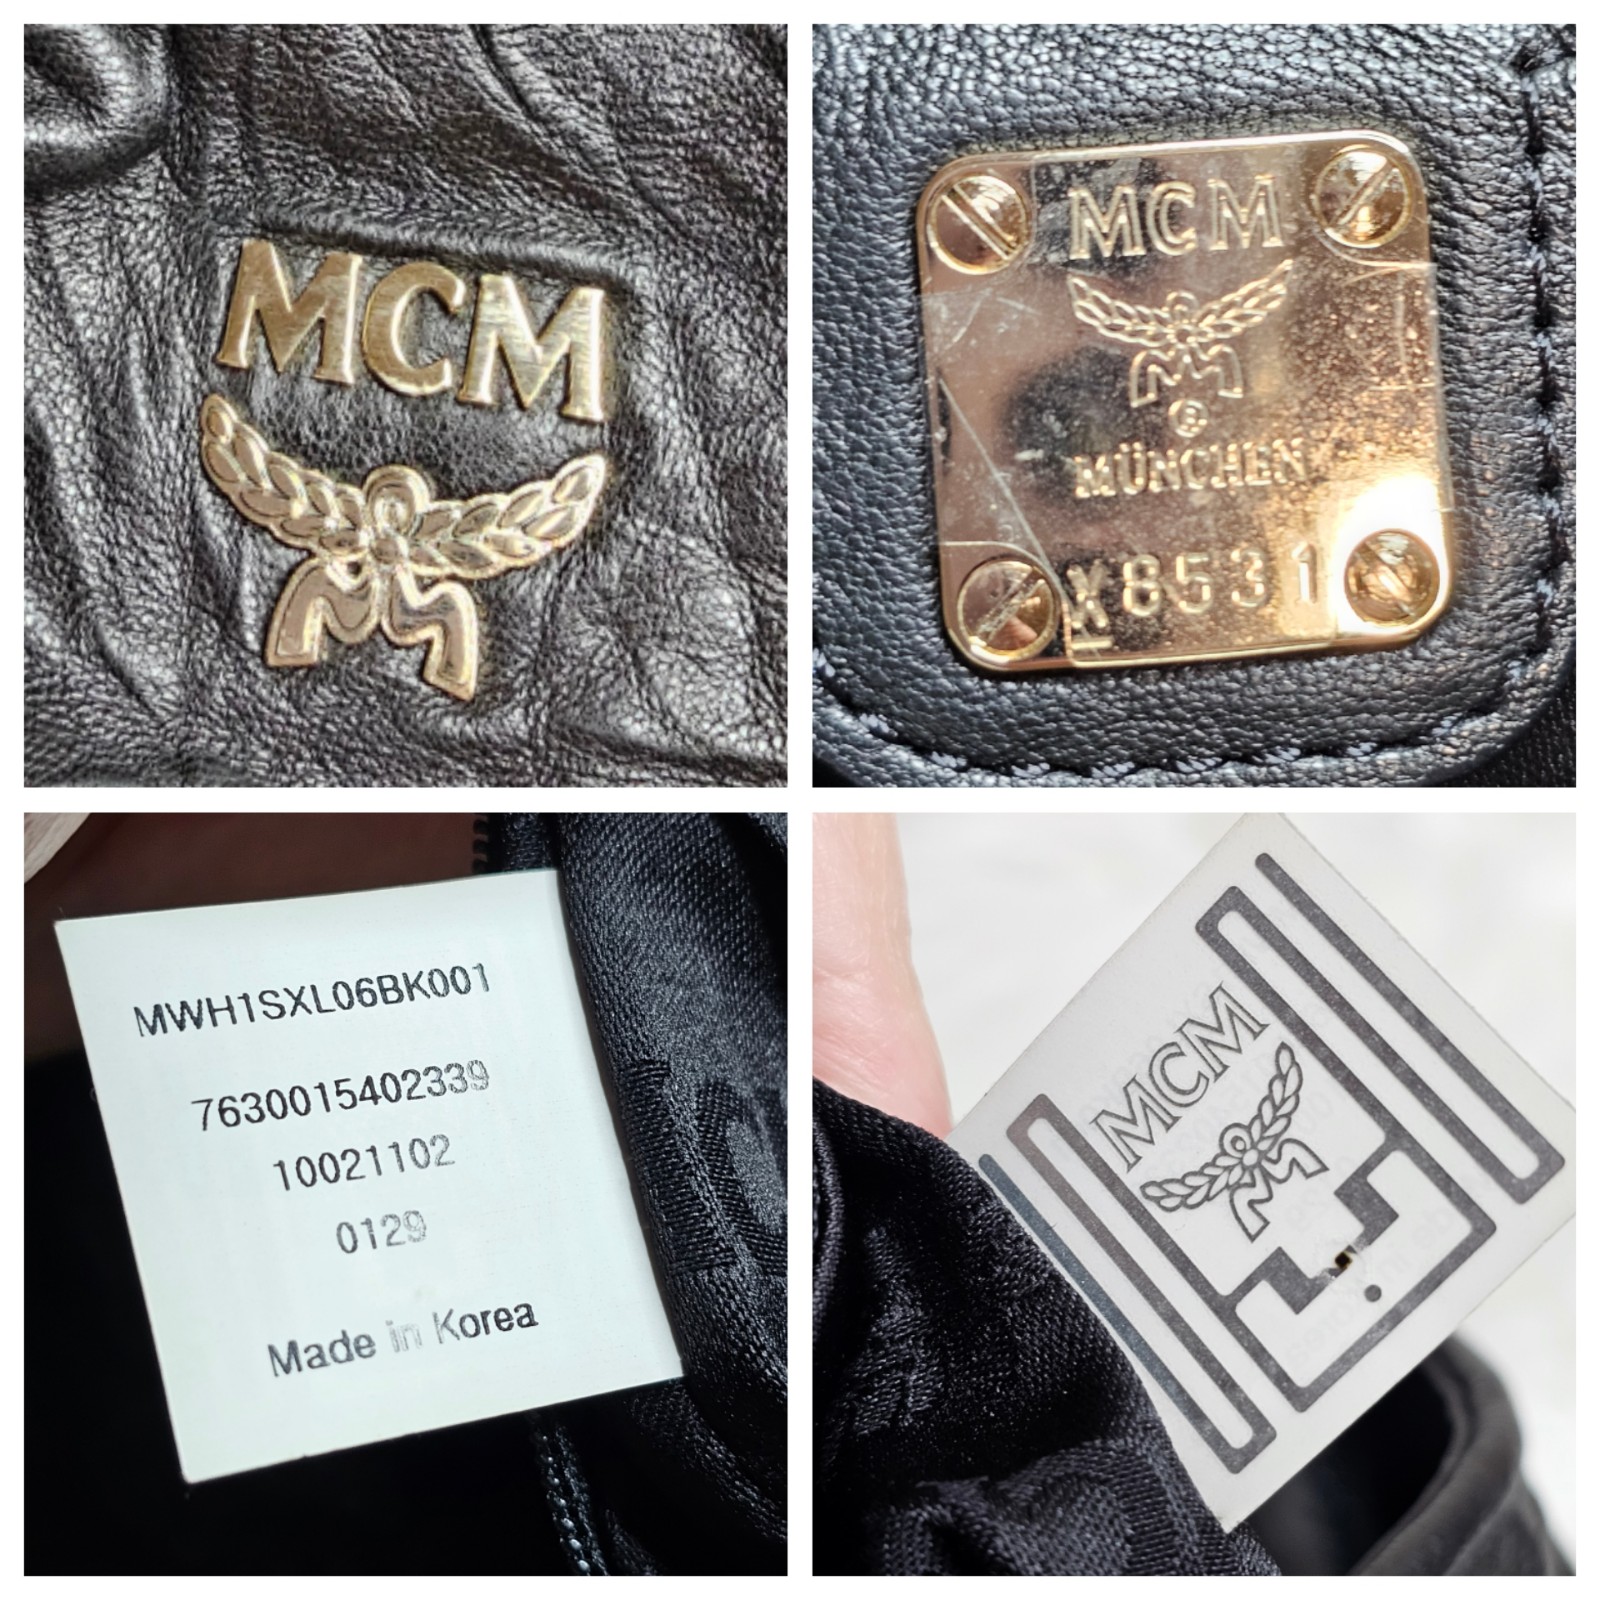 MCM
MCM
®
MÜNCHEN
X8531
MWH1SXL06BK001
7630015402339
10021102
0129
Made in Korea
MCM